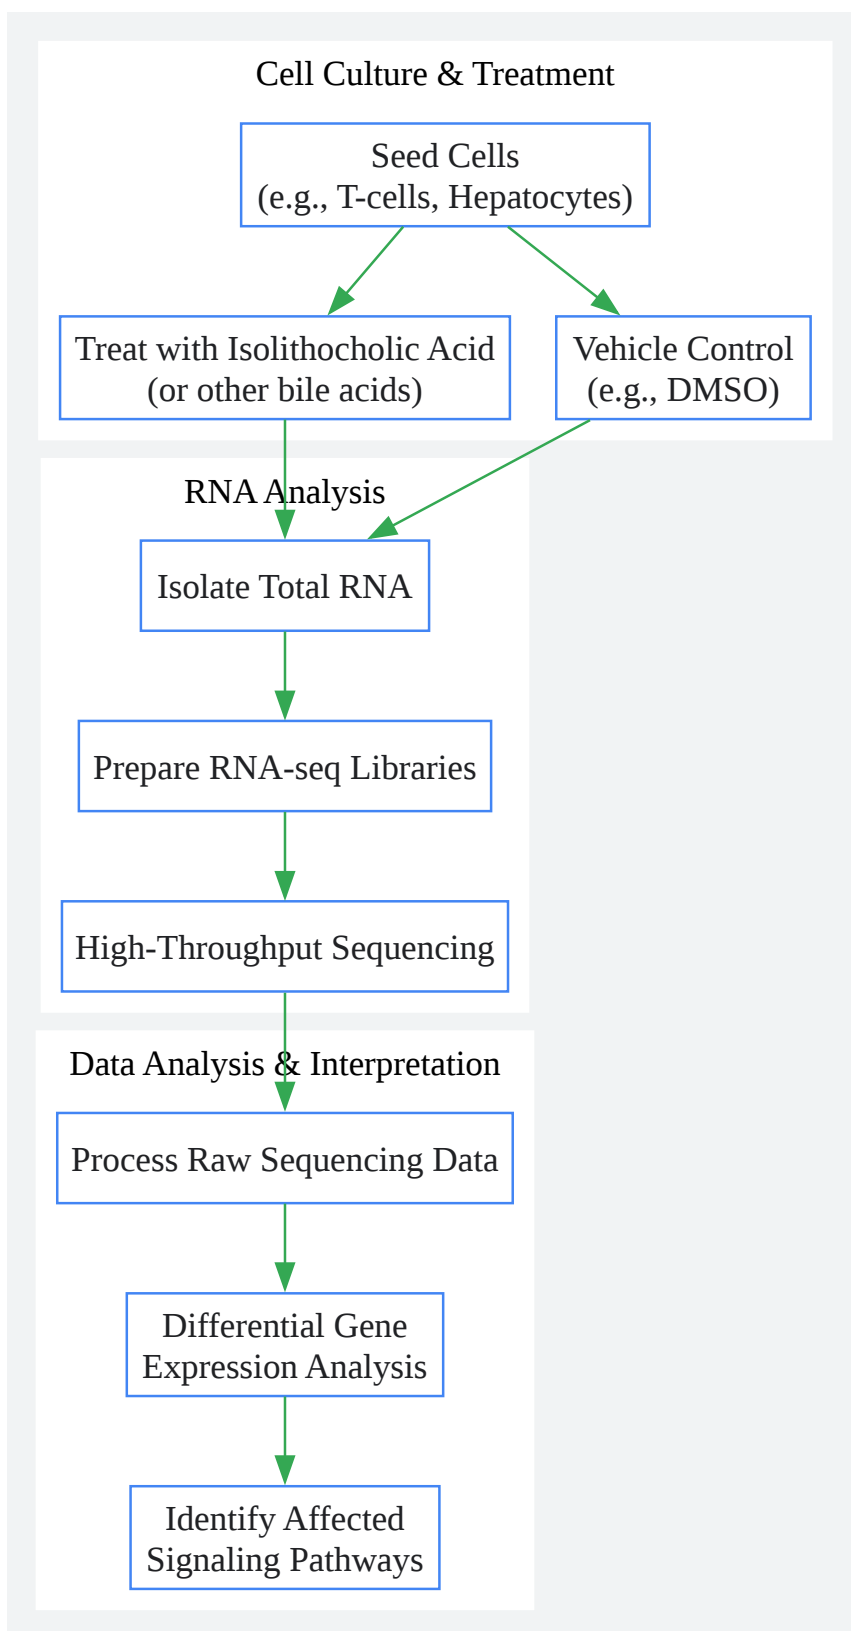 Cell Culture & Treatment
Seed Cells
(e.g., T-cells, Hepatocytes)
Treat with Isolithocholic Acid
(or other bile acids)
Vehicle Control
(e.g., DMSO)
RNA Analysis
Isolate Total RNA
Prepare RNA-seq Libraries
High-Throughput Sequencing
Data Analysis & Interpretation
Process Raw Sequencing Data
Differential Gene
Expression Analysis
Identify Affected
Signaling Pathways